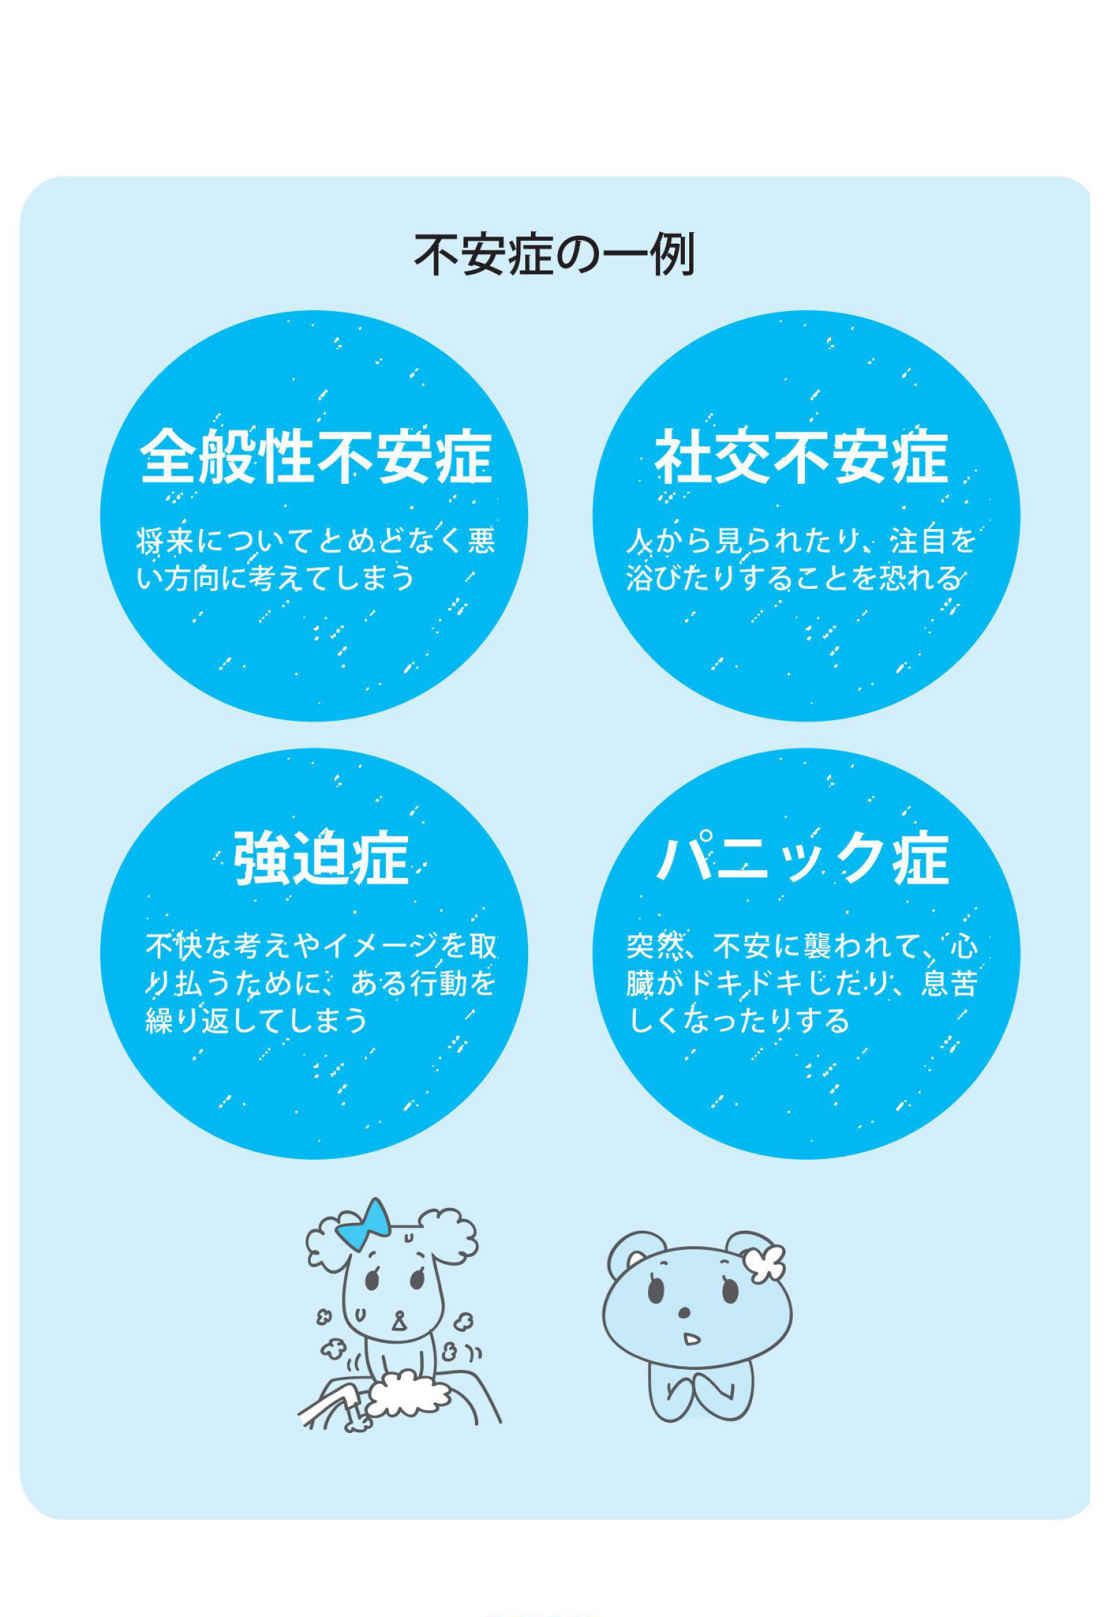 不安症の一例
全般性不安症
将来についてとめどなく悪
い方向に考えてしまう
社交不安症
人から見られたり、注目を
浴びたりすることを恐れる
強迫症
不快な考えやイメージを取
り払うために、ある行動を
繰り返してしまう
パニック症
突然、不安に襲われて、心
臓がドキドキしたり、息苦
しくなったりする